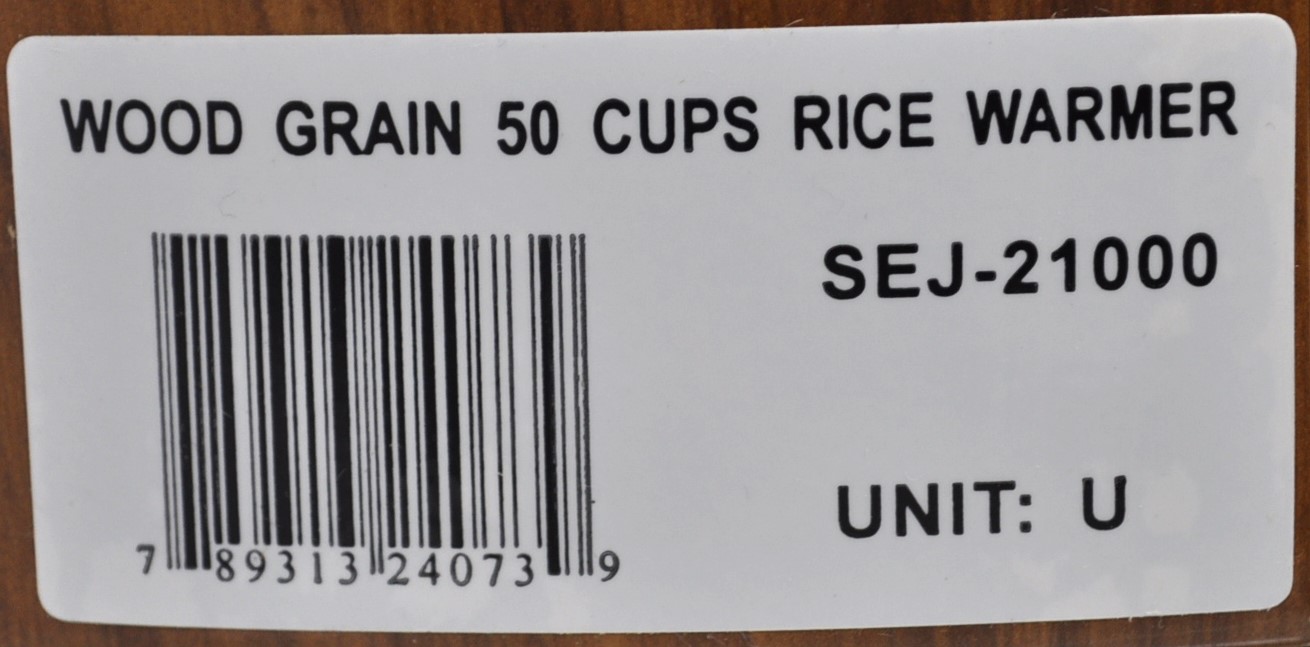 WOOD GRAIN 50 CUPS RICE WARMER
SEJ-21000
UNIT: U
7 89313 24073 9